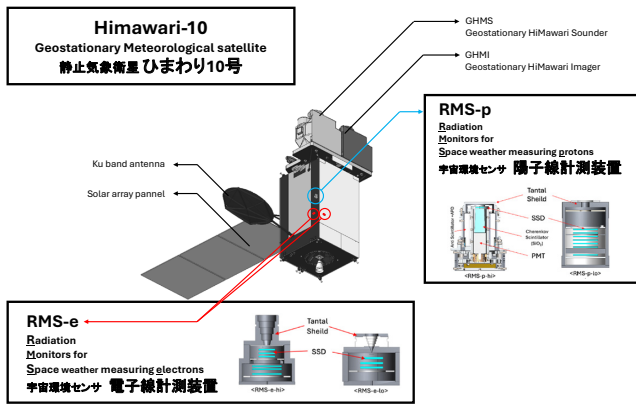 Himawari-10
Geostationary Meteorological satellite
静止気象衛星 ひまわり10号
GHMS
Geostationary HiMawari Sounder
GHMI
Geostationary HiMawari Imager
Ku band antenna
Solar array pannel
RMS-p
Radiation
Monitors for
Space weather measuring protons
宇宙環境センサ 陽子線計測装置
Tantal
Sheild
SSD
Cherenkov
Scintillator
(SiO₂)
PMT
<RMS-p-hi>
<RMS-p-lo>
RMS-e
Radiation
Monitors for
Space weather measuring electrons
宇宙環境センサ 電子線計測装置
Tantal
Sheild
SSD
<RMS-e-hi>
<RMS-e-lo>